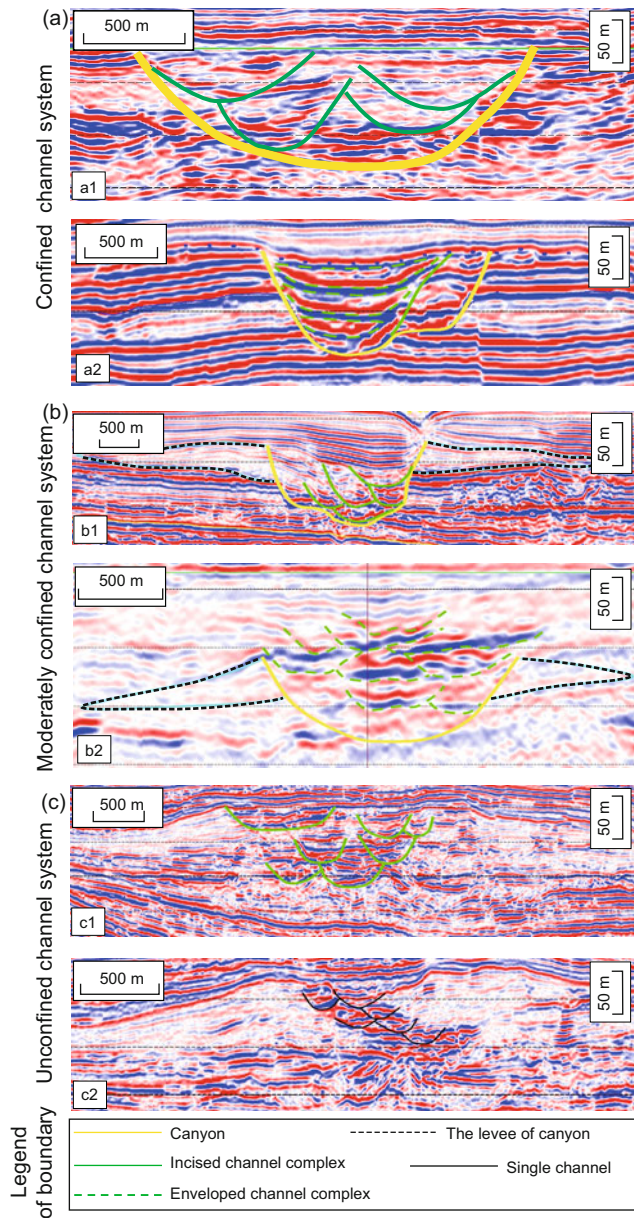 (a)
500 m
50 m
a1
Confined channel system
500 m
50 m
a2
(b)
500 m
50 m
b1
Moderately confined channel system
500 m
50 m
b2
(c)
500 m
50 m
c1
Unconfined channel system
500 m
50 m
c2
Legend
of boundary
Canyon
The levee of canyon
Incised channel complex
Single channel
Enveloped channel complex